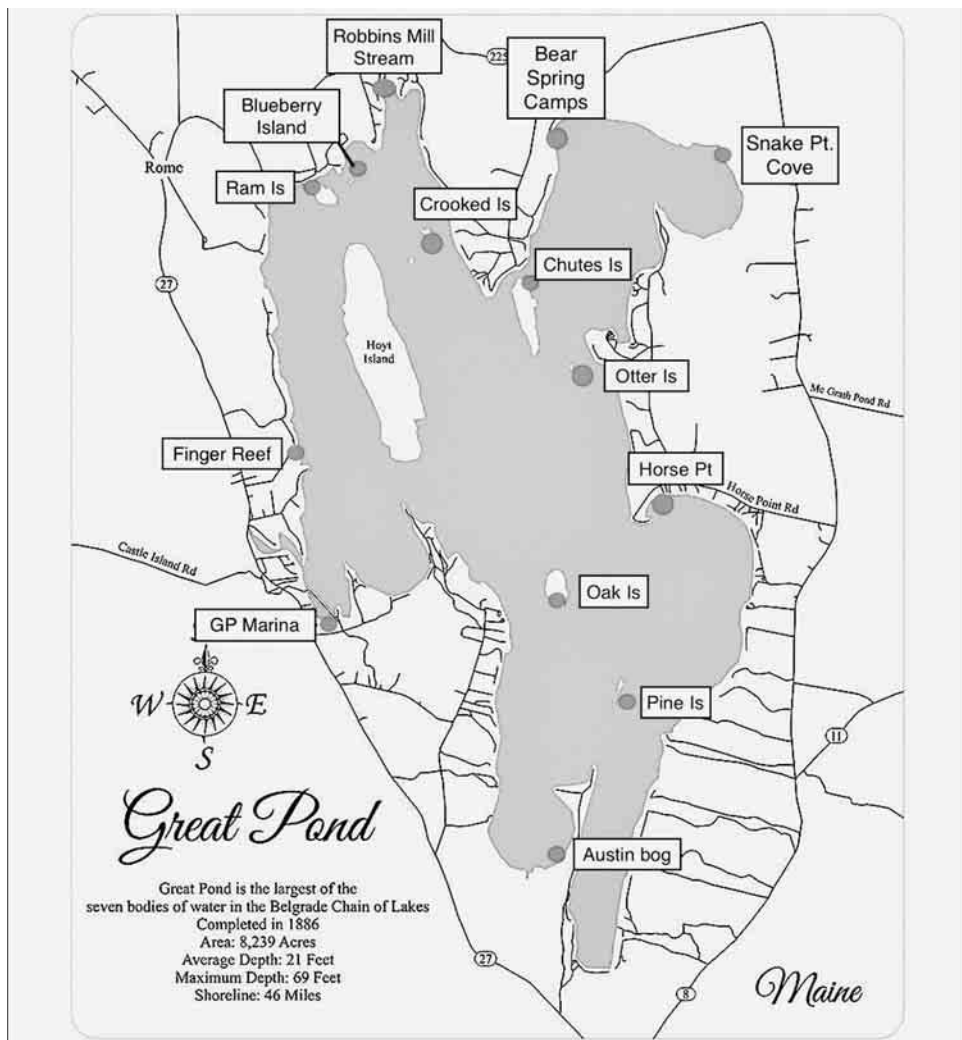 Robbins Mill
Stream
225
Bear
Spring
Camps
Blueberry
Island
Snake Pt.
Cove
Rome
Ram Is
Crooked Is
Chutes Is
27
Hoyt
Island
Otter Is
Mc Grath Pond Rd
Finger Reef
Horse Pt
Horse Point Rd
Castle Island Rd
Oak Is
GP Marina
W E
S
Pine Is
11
Great Pond
Austin bog
Great Pond is the largest of the
seven bodies of water in the Belgrade Chain of Lakes
Completed in 1886
Area: 8,239 Acres
Average Depth: 21 Feet
Maximum Depth: 69 Feet
Shoreline: 46 Miles
27
8
Maine